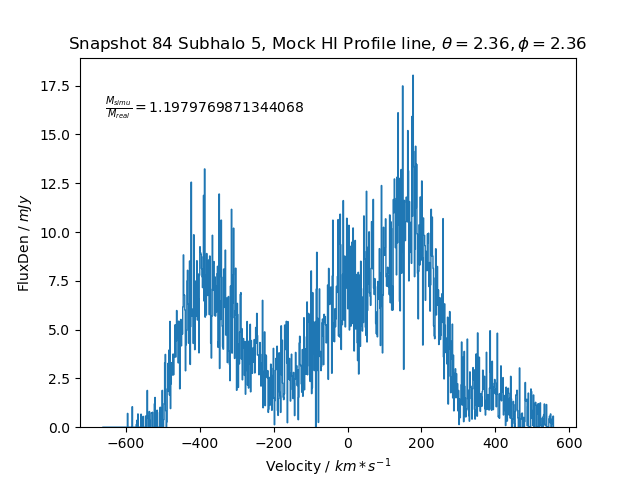 Snapshot 84 Subhalo 5, Mock HI Profile line, θ = 2.36, ϕ = 2.36
17.5
M_simu/M_real = 1.1979769871344068
15.0
12.5
10.0
FluxDen / mJy
7.5
5.0
2.5
0.0
−600 −400 −200 0 200 400 600
Velocity / km * s⁻¹